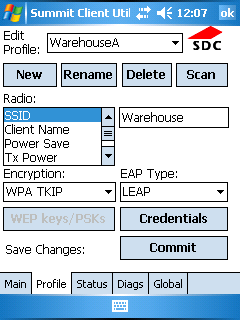 Summit Client Util 12:07 ok
Edit
Profile: WarehouseA SDC
New Rename Delete Scan
Radio:
SSID Warehouse
Client Name
Power Save
Tx Power
Encryption: EAP Type:
WPA TKIP LEAP
WEP keys/PSKs Credentials
Save Changes: Commit
Main Profile Status Diags Global